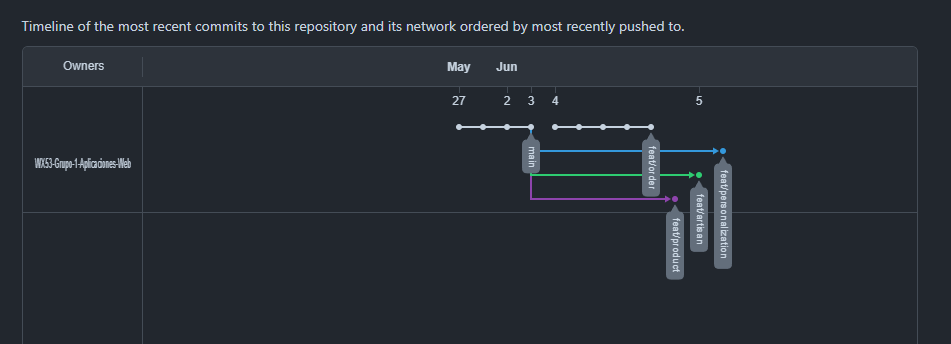 Timeline of the most recent commits to this repository and its network ordered by most recently pushed to.
Owners
May Jun
27 2 3 4 5
WX53-Grupo-1-Aplicaciones-Web
main
feat/order
feat/product
feat/artisan
feat/personalization